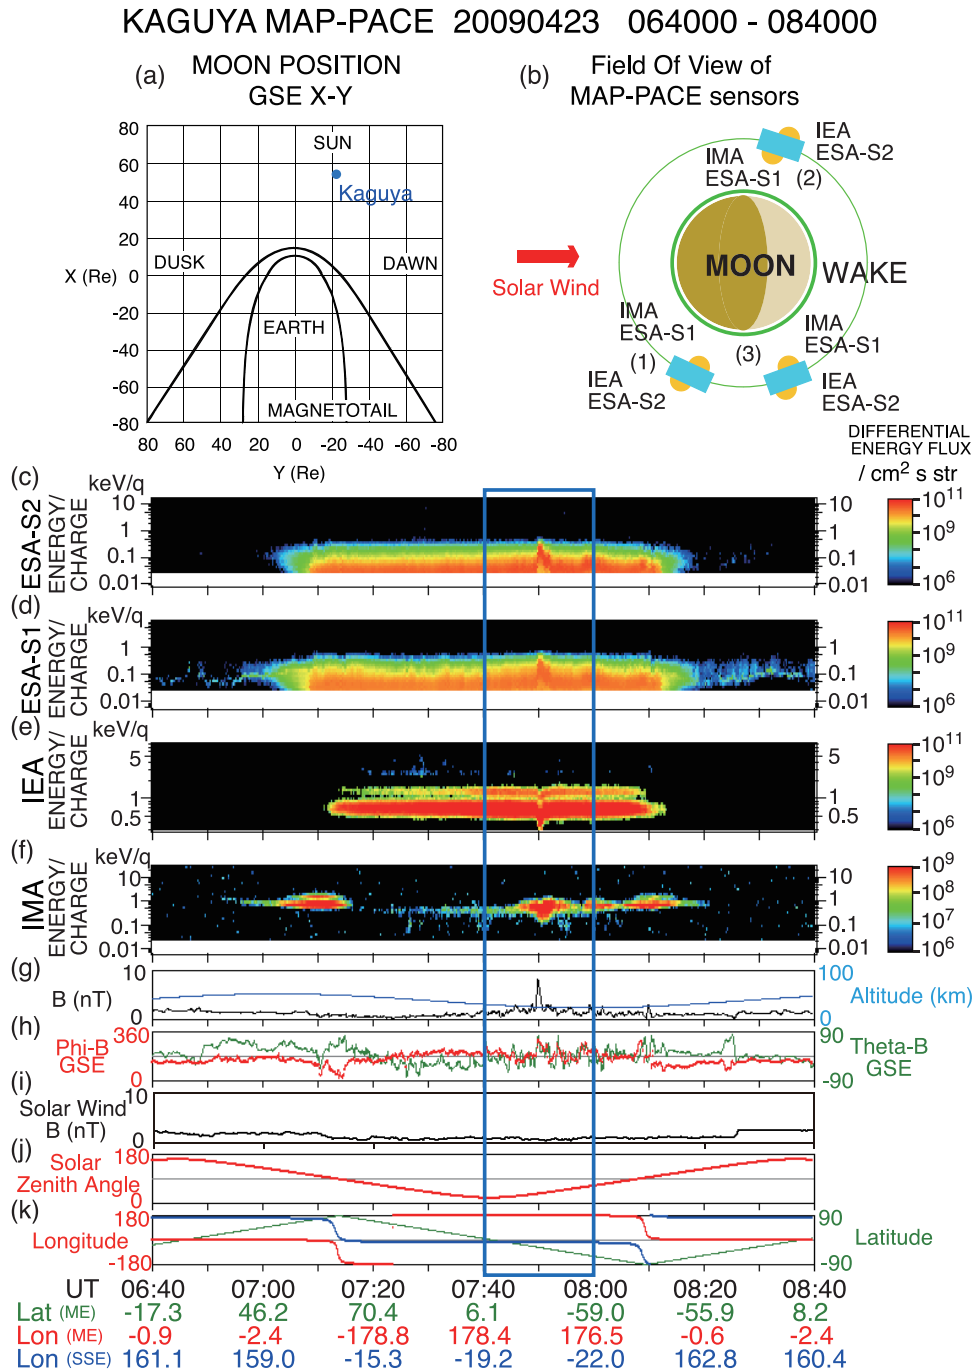 KAGUYA MAP-PACE 20090423 064000 - 084000
(a) MOON POSITION
GSE X-Y
80
60
40
20
0
-20
-40
-60
-80
X (Re)
SUN
Kaguya
DUSK
DAWN
EARTH
MAGNETOTAIL
80 60 40 20 0 -20 -40 -60 -80
Y (Re)
(b) Field Of View of
MAP-PACE sensors
IEA
ESA-S2
IMA
ESA-S1
(2)
Solar Wind
MOON
WAKE
IMA
ESA-S1
(1)
(3)
IMA
ESA-S1
IEA
ESA-S2
IEA
ESA-S2
DIFFERENTIAL
ENERGY FLUX
/ cm² s str
(c)
ESA-S2
ENERGY/
CHARGE
keV/q
10
1
0.1
0.01
10
1
0.1
0.01
10¹¹
10⁹
10⁶
(d)
ESA-S1
ENERGY/
CHARGE
keV/q
10
1
0.1
0.01
10
1
0.1
0.01
10¹¹
10⁹
10⁶
(e)
IEA
ENERGY/
CHARGE
keV/q
5
1
0.5
5
1
0.5
10¹¹
10⁹
10⁶
(f)
IMA
ENERGY/
CHARGE
keV/q
10
1
0.1
0.01
10
1
0.1
0.01
10⁹
10⁸
10⁷
10⁶
(g)
B (nT)
10
0
100
Altitude (km)
0
(h)
Phi-B
GSE
360
0
90
Theta-B
GSE
-90
(i)
Solar Wind
B (nT)
10
0
(j)
Solar
Zenith Angle
180
0
(k)
Longitude
180
-180
90
Latitude
-90
UT 06:40 07:00 07:20 07:40 08:00 08:20 08:40
Lat (ME) -17.3 46.2 70.4 6.1 -59.0 -55.9 8.2
Lon (ME) -0.9 -2.4 -178.8 178.4 176.5 -0.6 -2.4
Lon (SSE) 161.1 159.0 -15.3 -19.2 -22.0 162.8 160.4